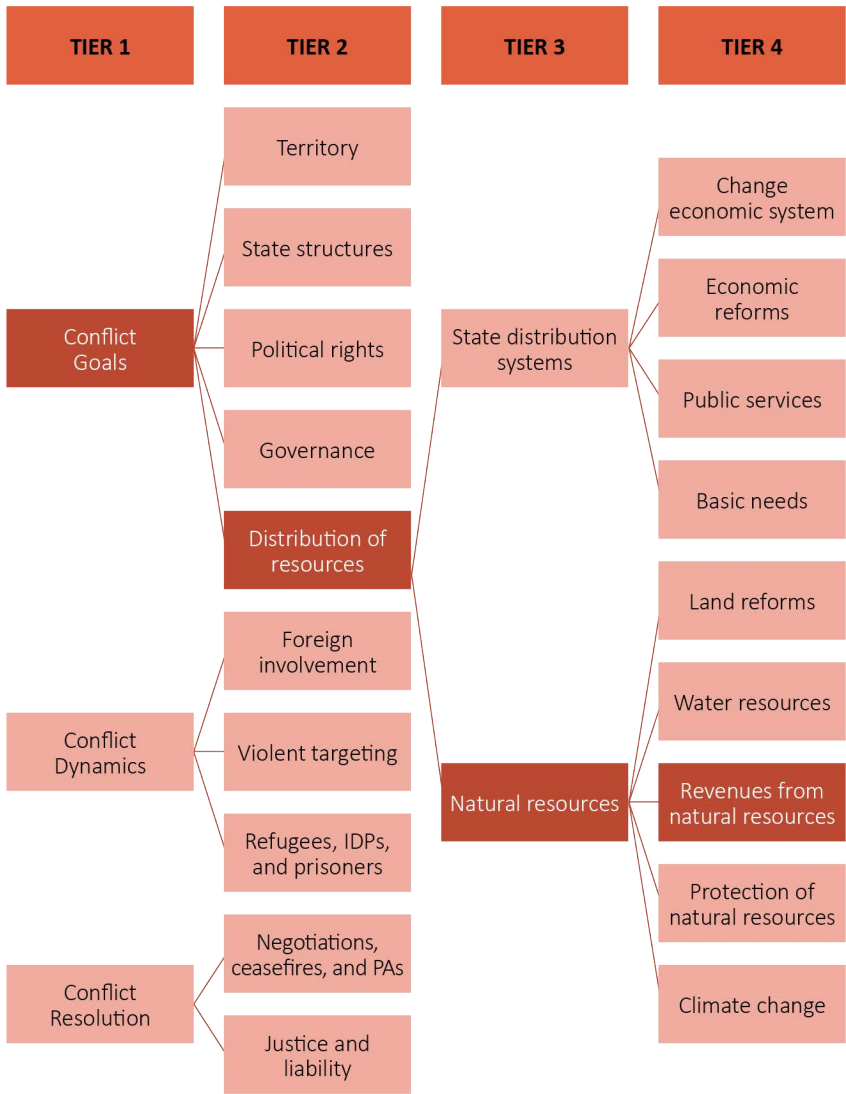 TIER 1
TIER 2
TIER 3
TIER 4
Conflict
Goals
Conflict
Dynamics
Conflict
Resolution
Territory
State structures
Political rights
Governance
Distribution of
resources
Foreign
involvement
Violent targeting
Refugees, IDPs,
and prisoners
Negotiations,
ceasefires, and PAs
Justice and
liability
State distribution
systems
Natural resources
Change
economic system
Economic
reforms
Public services
Basic needs
Land reforms
Water resources
Revenues from
natural resources
Protection of
natural resources
Climate change